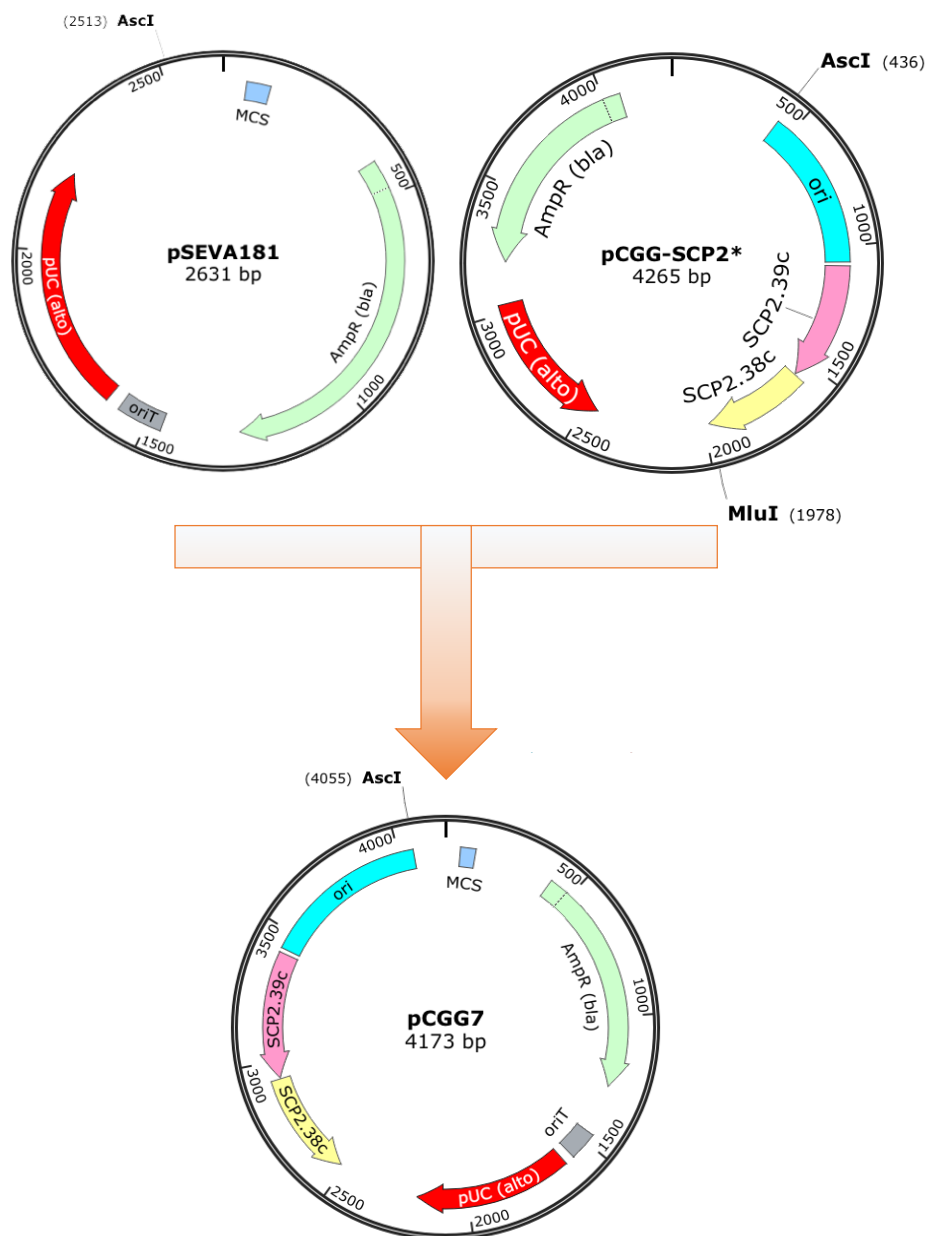 (2513) AscI
2500
MCS
500
AmpR (bla)
1000
1500
oriT
pUC (alto)
2000
pSEVA181
2631 bp
AscI (436)
500
ori
1000
SCP2.39c
1500
SCP2.38c
2000
MluI (1978)
2500
pUC (alto)
3000
3500
AmpR (bla)
4000
pCGG-SCP2*
4265 bp
(4055) AscI
4000
ori
MCS
500
AmpR (bla)
1000
oriT
1500
pUC (alto)
2000
2500
SCP2.38c
3000
SCP2.39c
3500
pCGG7
4173 bp